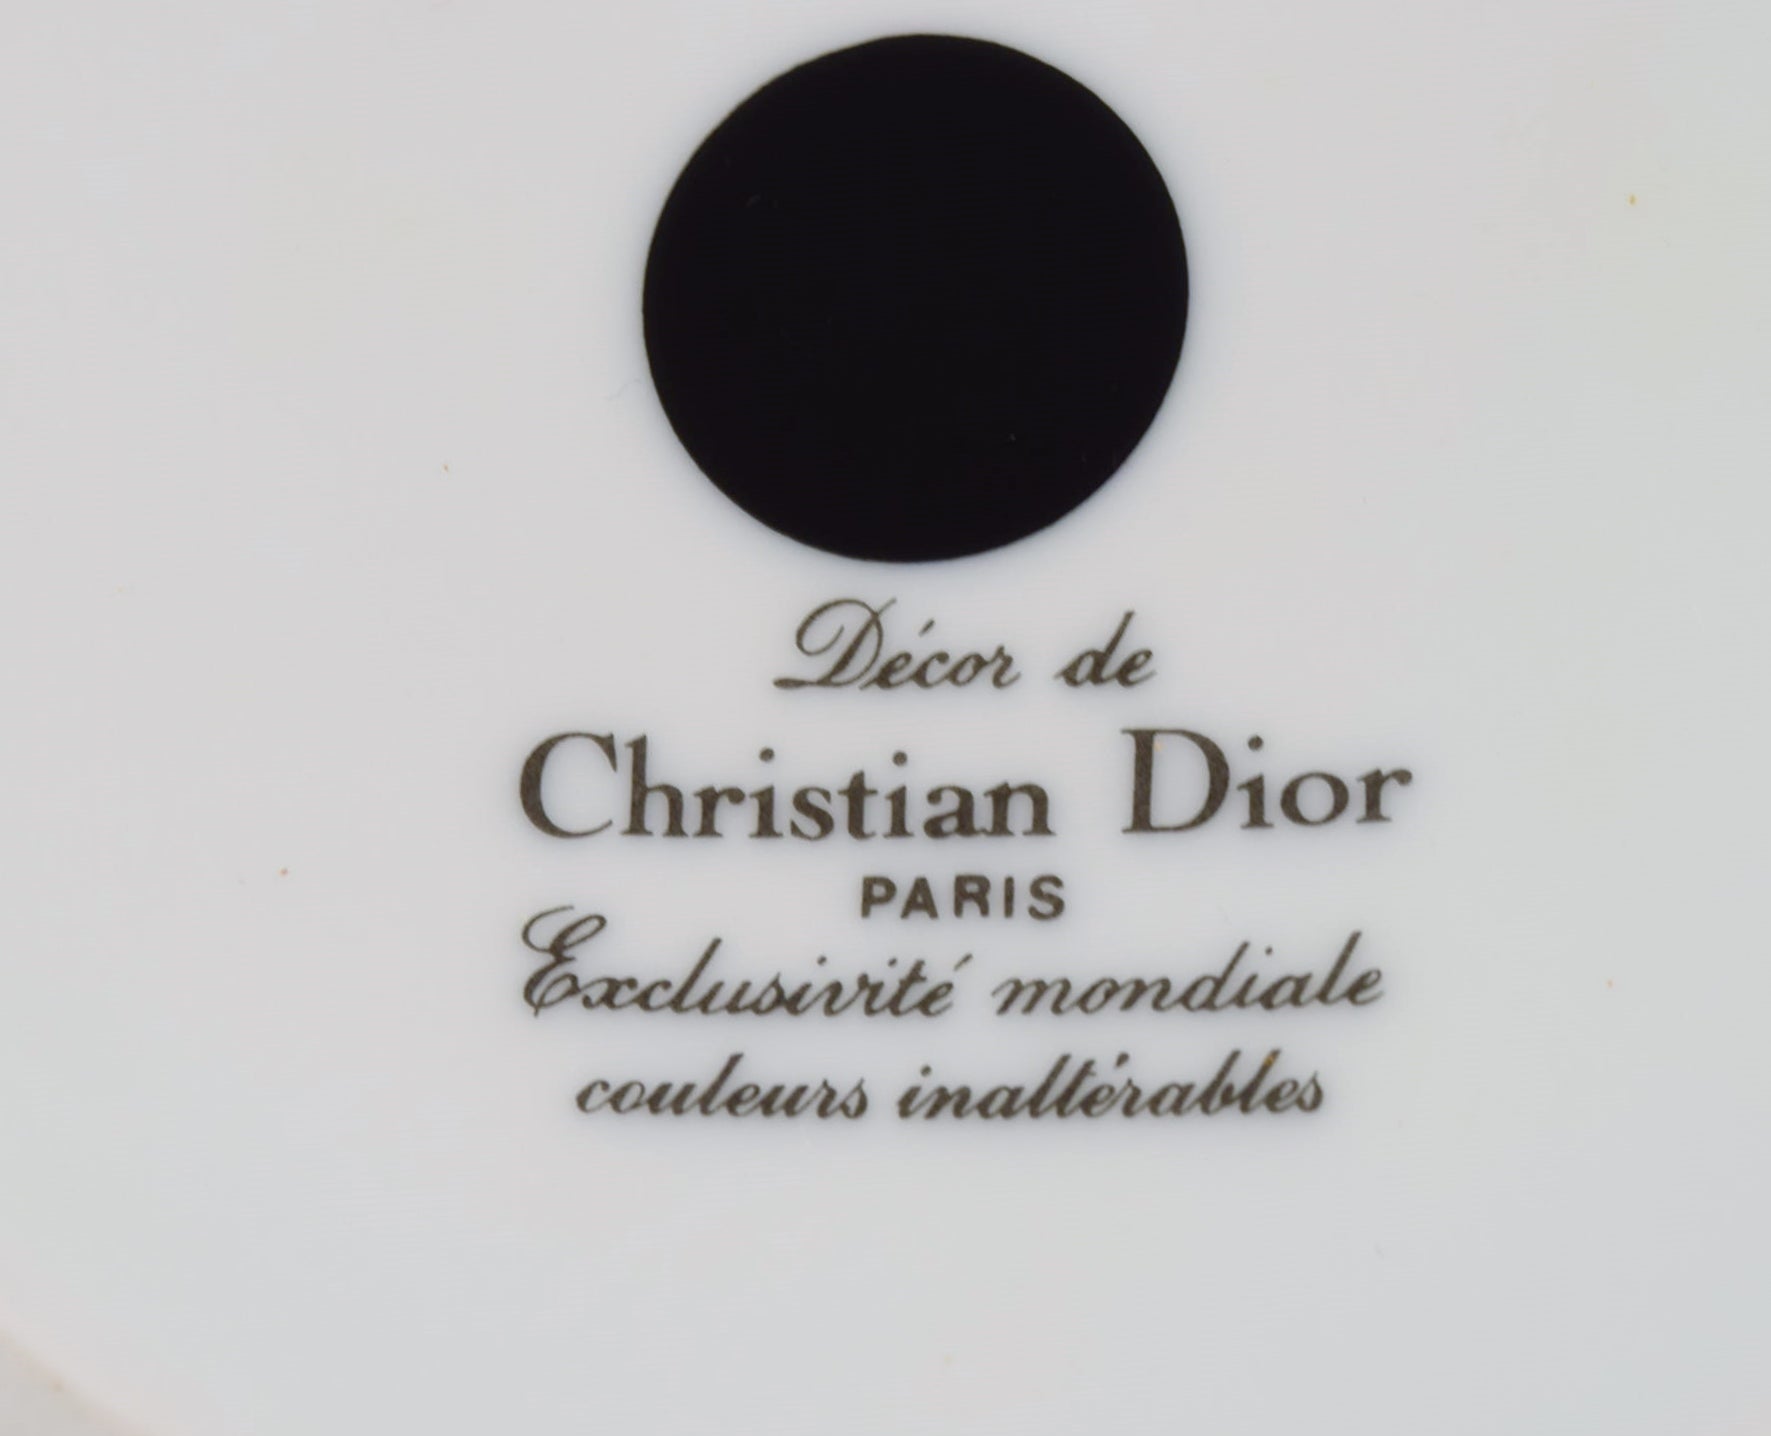 Décor de
Christian Dior
PARIS
Exclusivité mondiale
couleurs inaltérables